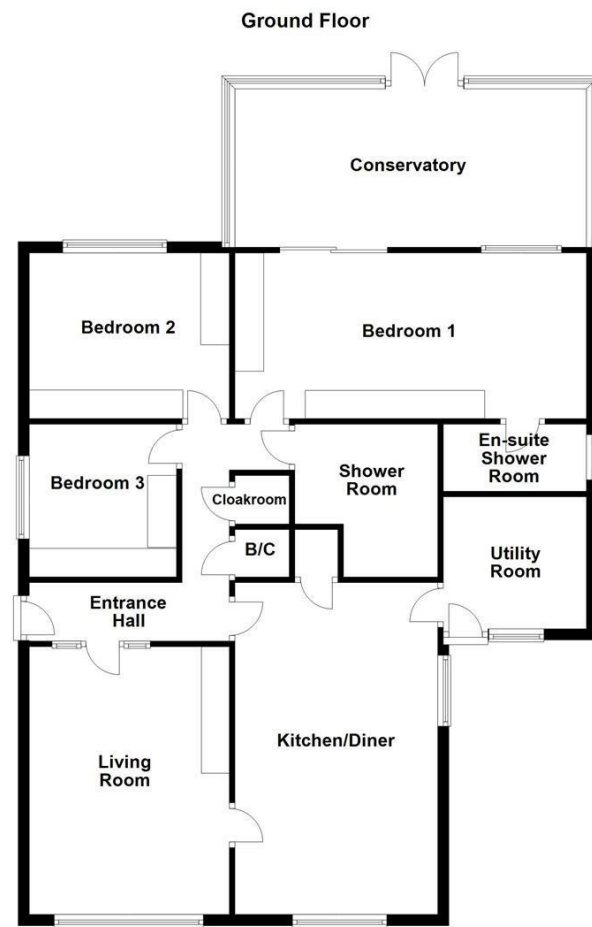 Ground Floor
Conservatory
Bedroom 2
Bedroom 1
Bedroom 3
Cloakroom
Shower
Room
En-suite
Shower
Room
B/C
Utility
Room
Entrance
Hall
Living
Room
Kitchen/Diner